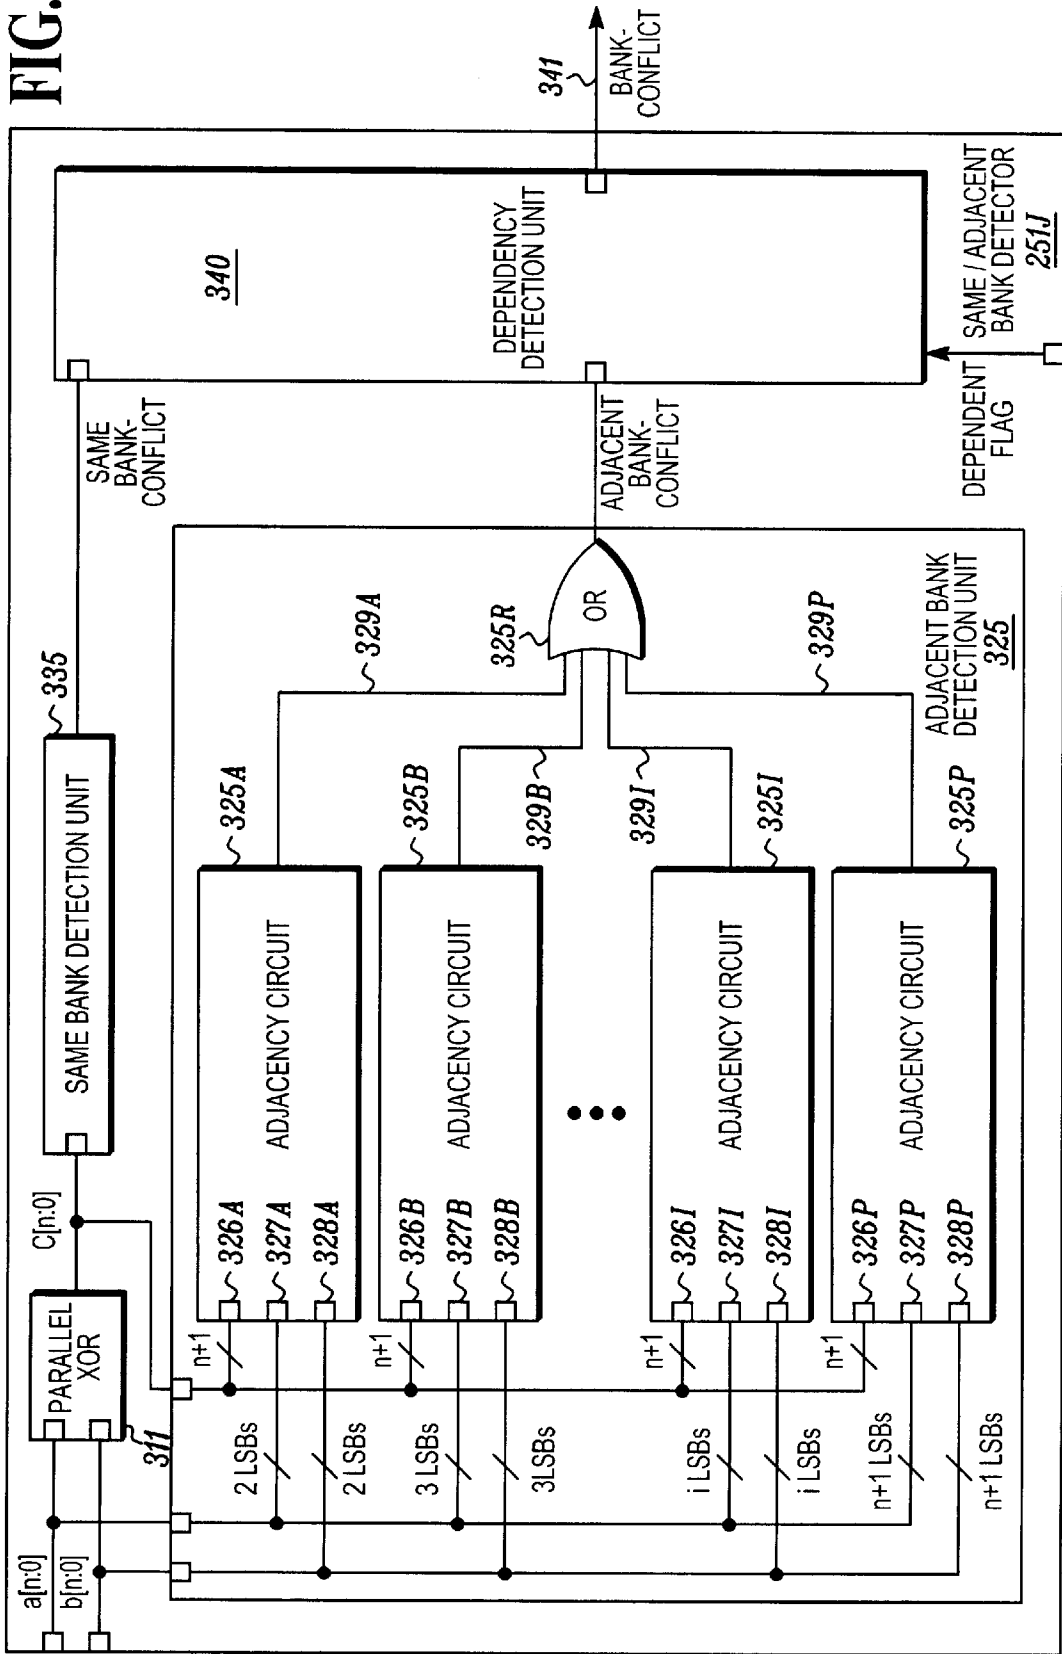 FIG.
a[n:0]
b[n:0]
PARALLEL
XOR
311
C[n:0]
SAME BANK DETECTION UNIT
335
SAME
BANK-
CONFLICT
340
DEPENDENCY
DETECTION UNIT
341
BANK-
CONFLICT
n+1
2 LSBs
2 LSBs
326A
327A
328A
ADJACENCY CIRCUIT
325A
329A
n+1
3 LSBs
3LSBs
326B
327B
328B
ADJACENCY CIRCUIT
325B
329B
325R
OR
ADJACENT
BANK-
CONFLICT
n+1
i LSBs
i LSBs
326I
327I
328I
ADJACENCY CIRCUIT
325I
329I
n+1
n+1 LSBs
n+1 LSBs
326P
327P
328P
ADJACENCY CIRCUIT
325P
329P
ADJACENT BANK
DETECTION UNIT
325
DEPENDENT
FLAG
SAME / ADJACENT
BANK DETECTOR
251J